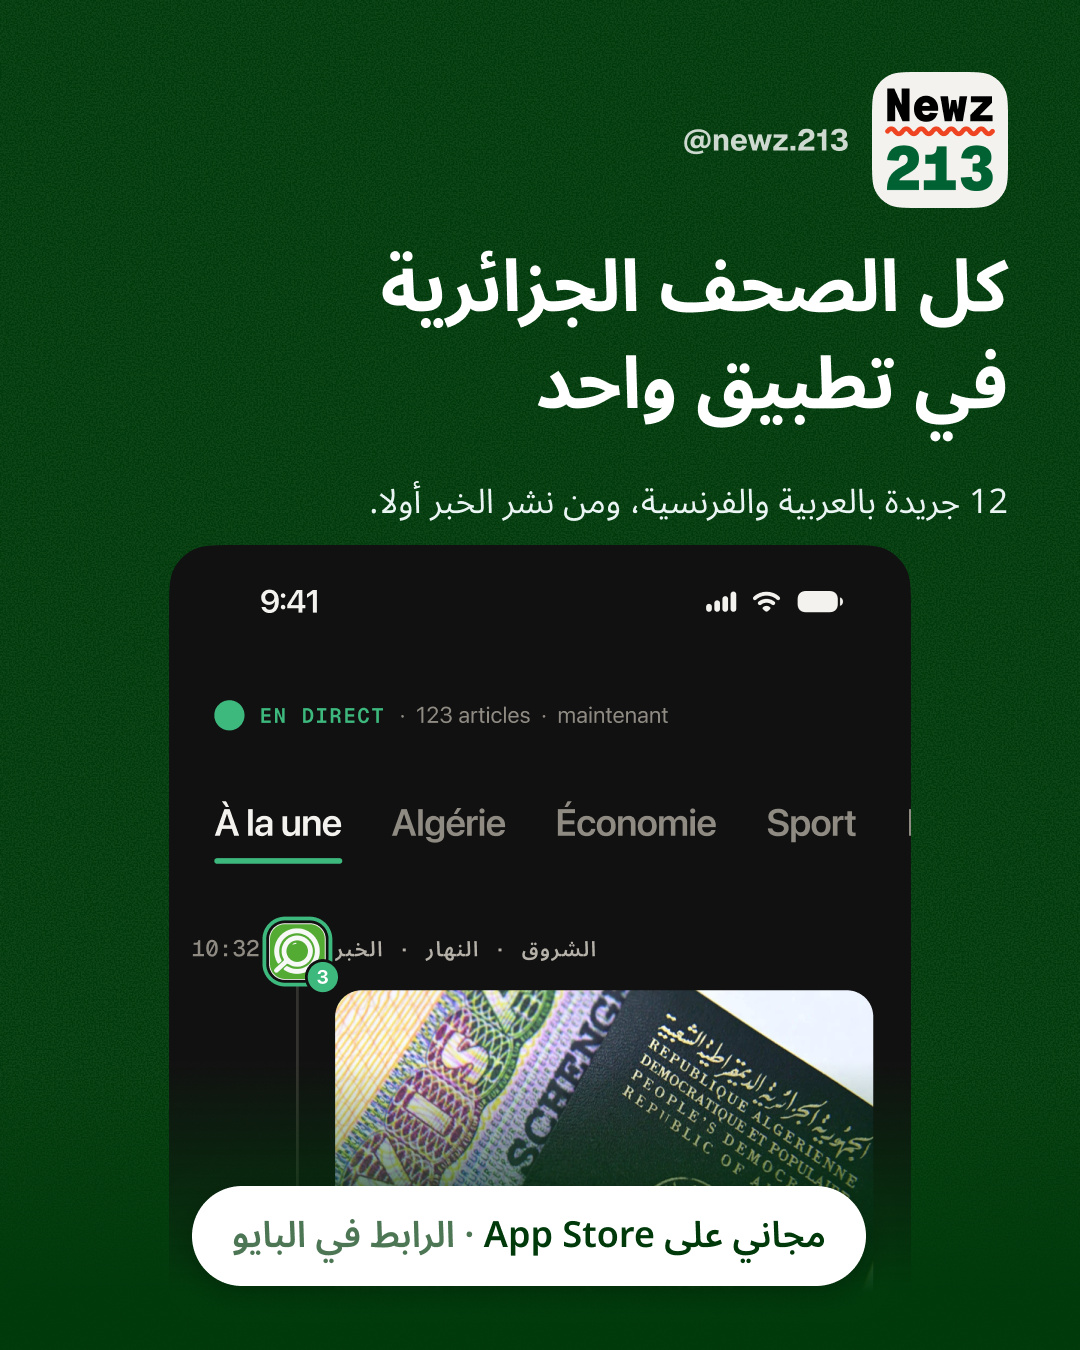 Newz
213
@newz.213
كل الصحف الجزائرية
في تطبيق واحد
12 جريدة بالعربية والفرنسية، ومن نشر الخبر أولا.
9:41
EN DIRECT · 123 articles · maintenant
À la une Algérie Économie Sport
10:32 الخبر · النهار · الشروق
3
SCHENGE
الجمهورية الجزائرية الديمقراطية الشعبية
REPUBLIQUE ALGERIENNE
DEMOCRATIQUE ET POPULAIRE
PEOPLE'S DEMOCR
REPUBLIC OF A
مجاني على App Store · الرابط في البايو